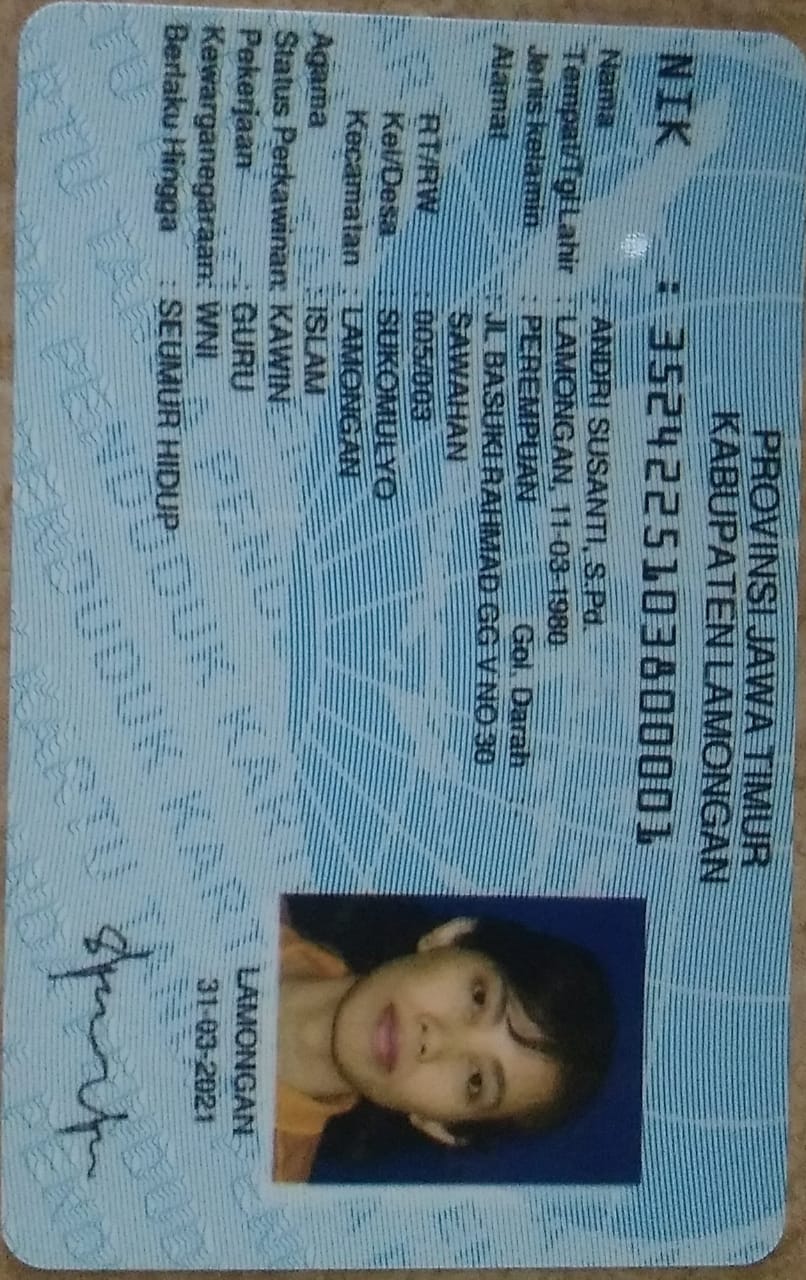 PROVINSI JAWA TIMUR
KABUPATEN LAMONGAN
NIK : 3524225103800001
Nama : ANDRI SUSANTI, S.Pd.
Tempat/Tgl Lahir : LAMONGAN, 11-03-1980
Jenis kelamin : PEREMPUAN Gol. Darah
Alamat : JL BASUKI RAHMAD GG V NO 30
SAWAHAN
RT/RW : 005/003
Kel/Desa : SUKOMULYO
Kecamatan : LAMONGAN
Agama : ISLAM
Status Perkawinan: KAWIN
Pekerjaan : GURU
Kewarganegaraan: WNI
Berlaku Hingga : SEUMUR HIDUP
LAMONGAN
31-03-2021